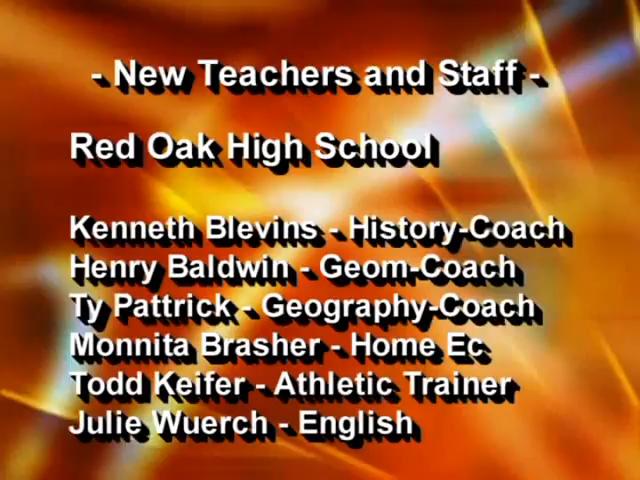 - New Teachers and Staff -
Red Oak High School
Kenneth Blevins - History-Coach
Henry Baldwin - Geom-Coach
Ty Pattrick - Geography-Coach
Monnita Brasher - Home Ec
Todd Keifer - Athletic Trainer
Julie Wuerch - English